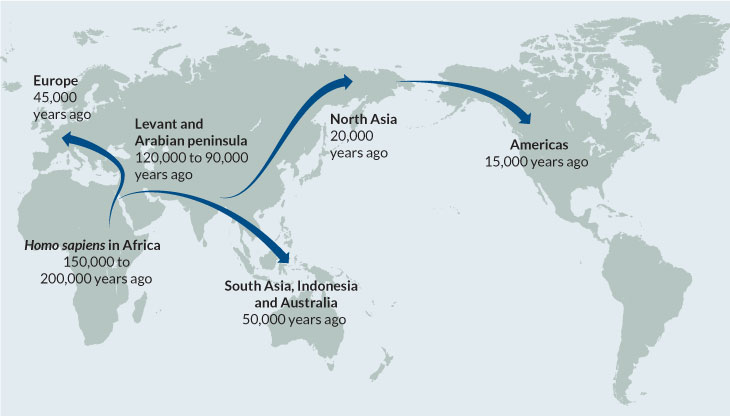 Europe
45,000
years ago
Levant and
Arabian peninsula
120,000 to 90,000
years ago
North Asia
20,000
years ago
Americas
15,000 years ago
Homo sapiens in Africa
150,000 to
200,000 years ago
South Asia, Indonesia
and Australia
50,000 years ago